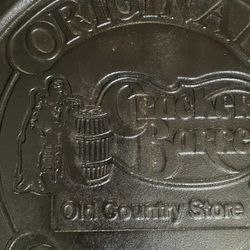 ORIGINAL
Cracker
Barrel
Old Country Store